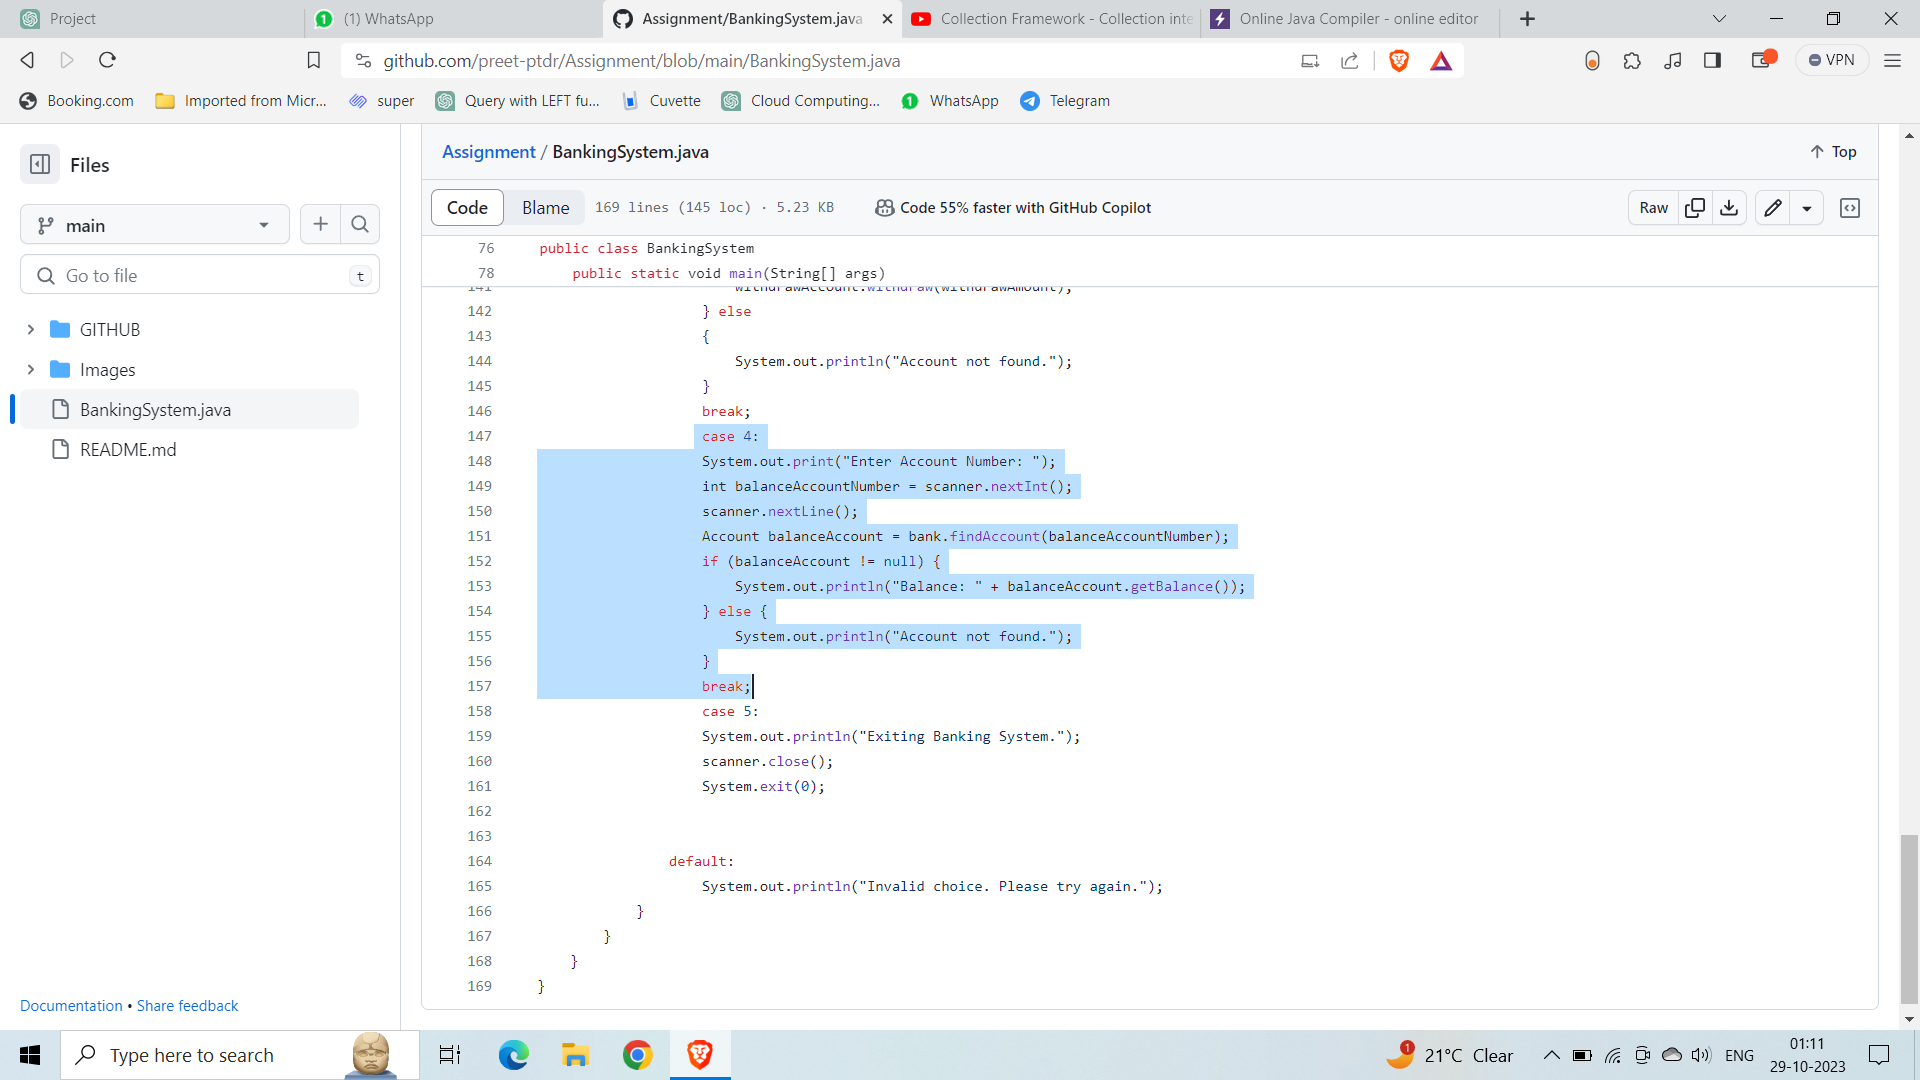 Project
(1) WhatsApp
Assignment/BankingSystem.java
Collection Framework - Collection inte
Online Java Compiler - online editor
github.com/preet-ptdr/Assignment/blob/main/BankingSystem.java
VPN
Booking.com
Imported from Micr...
super
Query with LEFT fu...
Cuvette
Cloud Computing...
WhatsApp
Telegram
Files
main
Go to file
t
GITHUB
Images
BankingSystem.java
README.md
Documentation • Share feedback
Assignment / BankingSystem.java
Top
Code
Blame
169 lines (145 loc) · 5.23 KB
Code 55% faster with GitHub Copilot
Raw
76 public class BankingSystem
78 public static void main(String[] args)
141 withdrawAccount.withdraw(withdrawAmount);
142 } else
143 {
144 System.out.println("Account not found.");
145 }
146 break;
147 case 4:
148 System.out.print("Enter Account Number: ");
149 int balanceAccountNumber = scanner.nextInt();
150 scanner.nextLine();
151 Account balanceAccount = bank.findAccount(balanceAccountNumber);
152 if (balanceAccount != null) {
153 System.out.println("Balance: " + balanceAccount.getBalance());
154 } else {
155 System.out.println("Account not found.");
156 }
157 break;
158 case 5:
159 System.out.println("Exiting Banking System.");
160 scanner.close();
161 System.exit(0);
162
163
164 default:
165 System.out.println("Invalid choice. Please try again.");
166 }
167 }
168 }
169 }
Type here to search
1
21°C Clear
ENG
01:11
29-10-2023